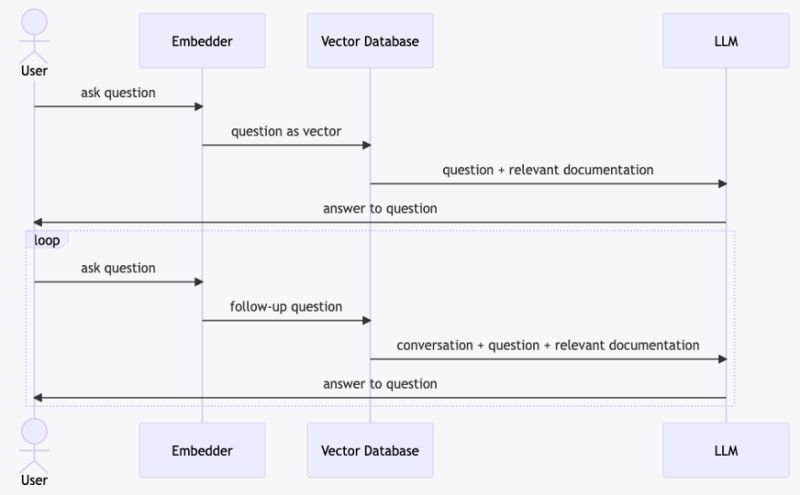 Embedder
Vector Database
LLM
User
ask question
question as vector
question + relevant documentation
answer to question
loop
ask question
follow-up question
conversation + question + relevant documentation
answer to question
Embedder
Vector Database
LLM
User